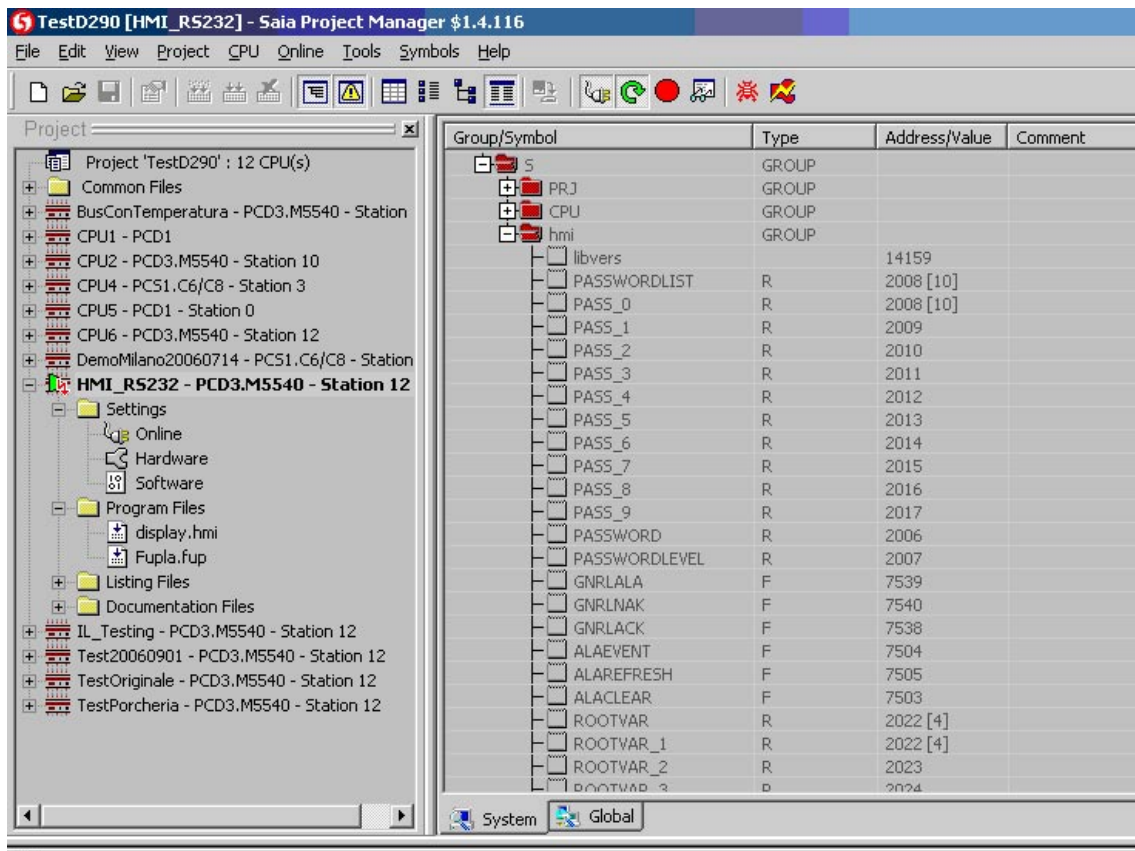 TestD290 [HMI_RS232] - Saia Project Manager $1.4.116
File Edit View Project CPU Online Tools Symbols Help
Project
Project 'TestD290' : 12 CPU(s)
Common Files
BusConTemperatura - PCD3.M5540 - Station
CPU1 - PCD1
CPU2 - PCD3.M5540 - Station 10
CPU4 - PCS1.C6/C8 - Station 3
CPU5 - PCD1 - Station 0
CPU6 - PCD3.M5540 - Station 12
DemoMilano20060714 - PCS1.C6/C8 - Station
HMI_RS232 - PCD3.M5540 - Station 12
Settings
Online
Hardware
Software
Program Files
display.hmi
Fupla.fup
Listing Files
Documentation Files
IL_Testing - PCD3.M5540 - Station 12
Test20060901 - PCD3.M5540 - Station 12
TestOriginale - PCD3.M5540 - Station 12
TestPorcheria - PCD3.M5540 - Station 12
Group/Symbol Type Address/Value Comment
S GROUP
PRJ GROUP
CPU GROUP
hmi GROUP
libvers 14159
PASSWORDLIST R 2008 [10]
PASS_0 R 2008 [10]
PASS_1 R 2009
PASS_2 R 2010
PASS_3 R 2011
PASS_4 R 2012
PASS_5 R 2013
PASS_6 R 2014
PASS_7 R 2015
PASS_8 R 2016
PASS_9 R 2017
PASSWORD R 2006
PASSWORDLEVEL R 2007
GNRLALA F 7539
GNRLNAK F 7540
GNRLACK F 7538
ALAEVENT F 7504
ALAREFRESH F 7505
ALACLEAR F 7503
ROOTVAR R 2022 [4]
ROOTVAR_1 R 2022 [4]
ROOTVAR_2 R 2023
ROOTVAR_3 R 2024
System Global